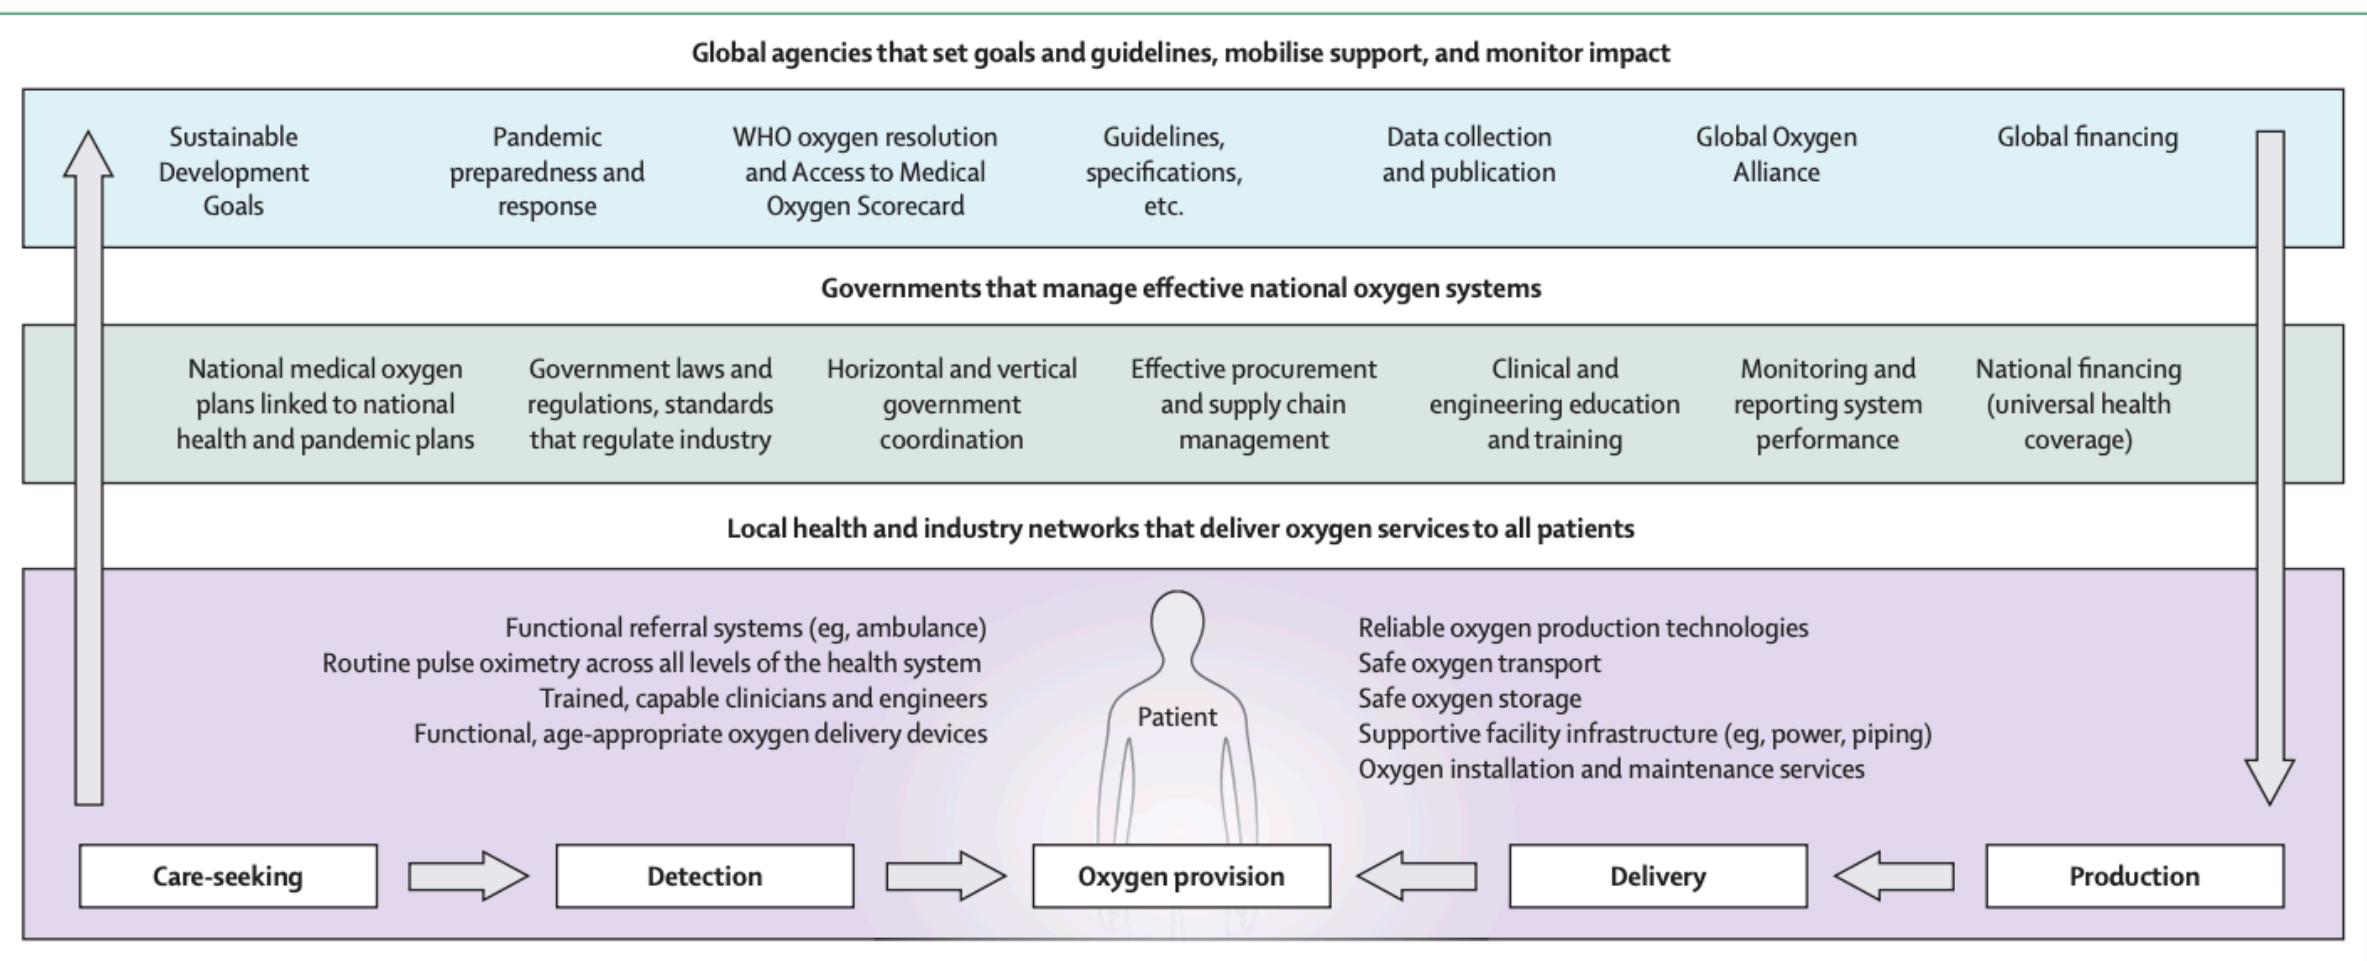 Global agencies that set goals and guidelines, mobilise support, and monitor impact
Sustainable
Development
Goals
Pandemic
preparedness and
response
WHO oxygen resolution
and Access to Medical
Oxygen Scorecard
Guidelines,
specifications,
etc.
Data collection
and publication
Global Oxygen
Alliance
Global financing
Governments that manage effective national oxygen systems
National medical oxygen
plans linked to national
health and pandemic plans
Government laws and
regulations, standards
that regulate industry
Horizontal and vertical
government
coordination
Effective procurement
and supply chain
management
Clinical and
engineering education
and training
Monitoring and
reporting system
performance
National financing
(universal health
coverage)
Local health and industry networks that deliver oxygen services to all patients
Functional referral systems (eg, ambulance)
Routine pulse oximetry across all levels of the health system
Trained, capable clinicians and engineers
Functional, age-appropriate oxygen delivery devices
Patient
Reliable oxygen production technologies
Safe oxygen transport
Safe oxygen storage
Supportive facility infrastructure (eg, power, piping)
Oxygen installation and maintenance services
Care-seeking
Detection
Oxygen provision
Delivery
Production